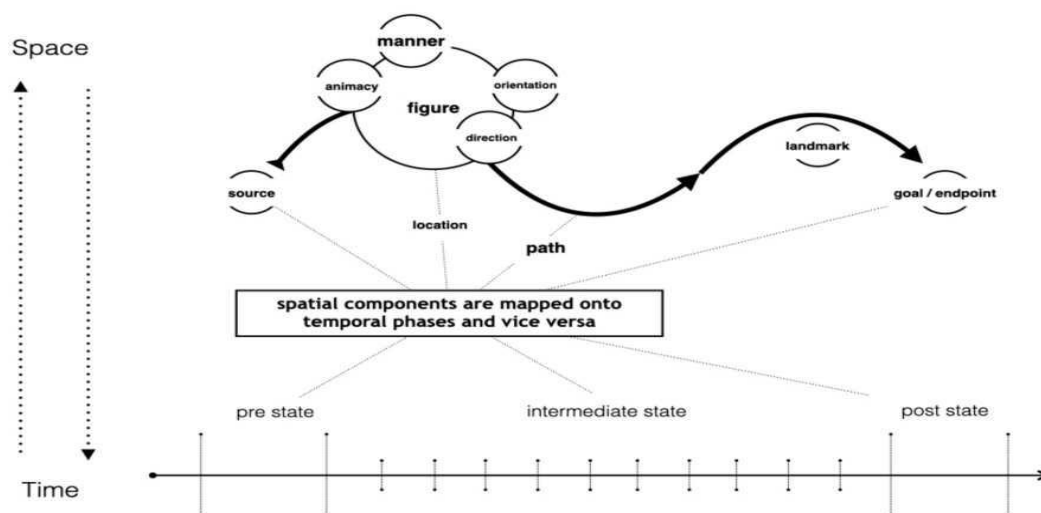 Space
manner
animacy
orientation
figure
direction
landmark
source
goal / endpoint
location
path
spatial components are mapped onto
temporal phases and vice versa
pre state
intermediate state
post state
Time